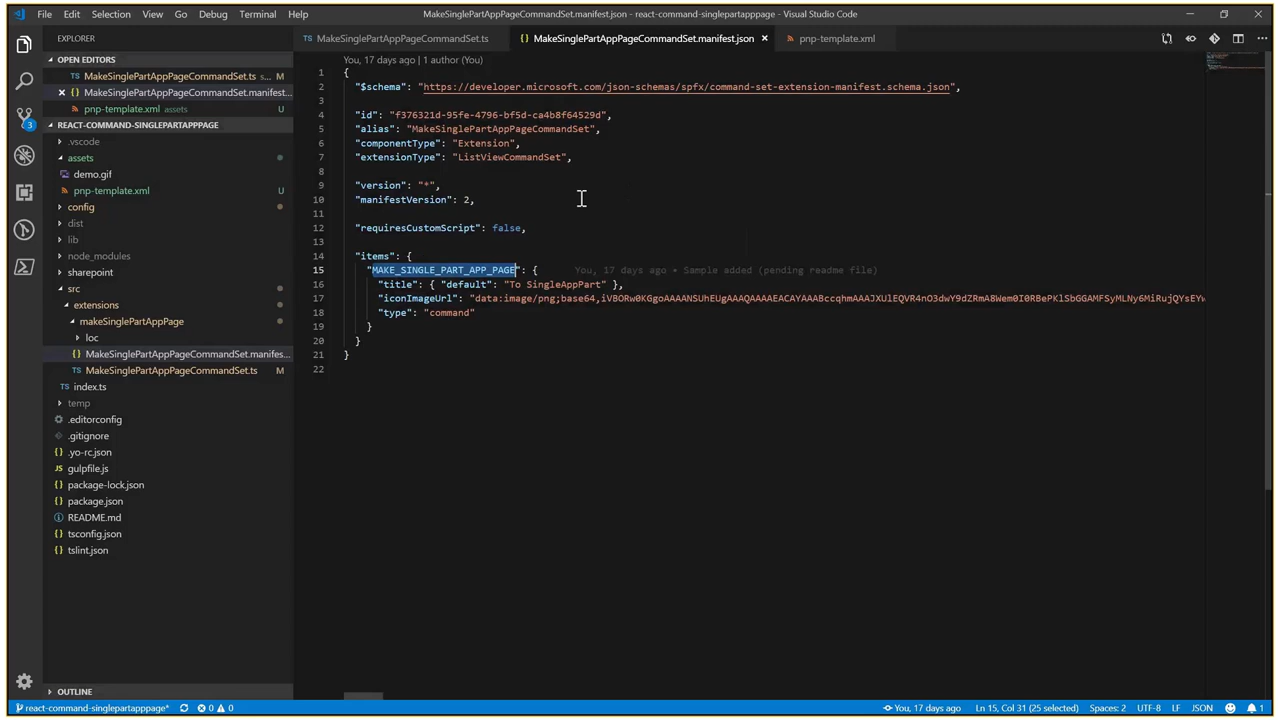 File Edit Selection View Go Debug Terminal Help
MakeSinglePartAppPageCommandSet.manifest.json - react-command-singlepartapppage - Visual Studio Code
EXPLORER
MakeSinglePartAppPageCommandSet.ts
{} MakeSinglePartAppPageCommandSet.manifest.json
pnp-template.xml
OPEN EDITORS
TS MakeSinglePartAppPageCommandSet.ts src... M
{} MakeSinglePartAppPageCommandSet.manifest...
pnp-template.xml assets U
REACT-COMMAND-SINGLEPARTAPPPAGE
.vscode
assets
demo.gif
pnp-template.xml U
config
dist
lib
node_modules
sharepoint
src
extensions
makeSinglePartAppPage
loc
{} MakeSinglePartAppPageCommandSet.manifes...
TS MakeSinglePartAppPageCommandSet.ts M
TS index.ts
temp
.editorconfig
.gitignore
{} .yo-rc.json
gulpfile.js
{} package-lock.json
{} package.json
README.md
{} tsconfig.json
{} tslint.json
OUTLINE
3
You, 17 days ago | 1 author (You)
1 {
2 "$schema": "https://developer.microsoft.com/json-schemas/spfx/command-set-extension-manifest.schema.json",
3
4 "id": "f376321d-95fe-4796-bf5d-ca4b8f64529d",
5 "alias": "MakeSinglePartAppPageCommandSet",
6 "componentType": "Extension",
7 "extensionType": "ListViewCommandSet",
8
9 "version": "*",
10 "manifestVersion": 2,
11
12 "requiresCustomScript": false,
13
14 "items": {
15 "MAKE_SINGLE_PART_APP_PAGE": { You, 17 days ago • Sample added (pending readme file)
16 "title": { "default": "To SingleAppPart" },
17 "iconImageUrl": "data:image/png;base64,
18 "type": "command"
19 }
20 }
21 }
22
react-command-singlepartapppage* 0 0 You, 17 days ago Ln 15, Col 31 (25 selected) Spaces: 2 UTF-8 LF JSON 1